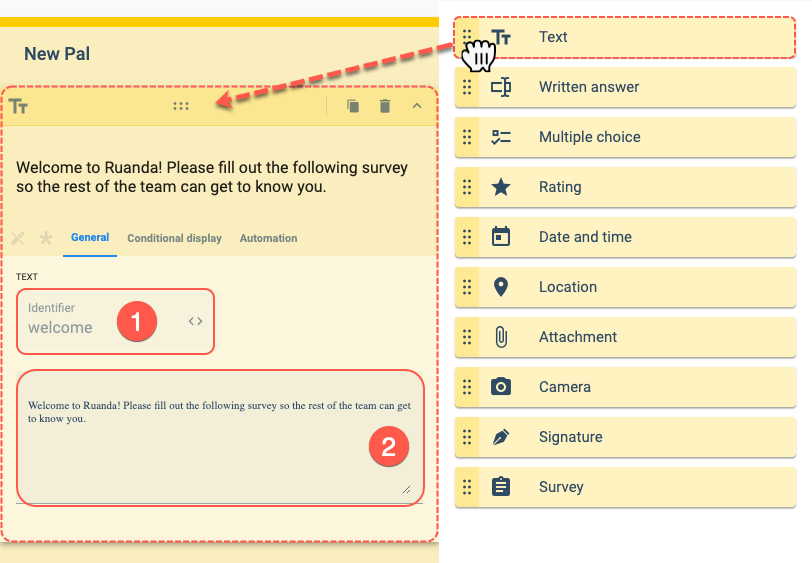 New Pal
Welcome to Ruanda! Please fill out the following survey
so the rest of the team can get to know you.
General Conditional display Automation
TEXT
Identifier
welcome
1
Welcome to Ruanda! Please fill out the following survey so the rest of the team can get
to know you.
2
Text
Written answer
Multiple choice
Rating
Date and time
Location
Attachment
Camera
Signature
Survey